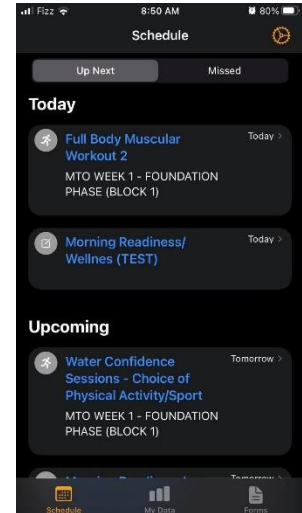 Fizz
8:50 AM
80%
Schedule
Up Next
Missed
Today
Full Body Muscular
Workout 2
Today
MTO WEEK 1 - FOUNDATION
PHASE (BLOCK 1)
Morning Readiness/
Wellnes (TEST)
Today
Upcoming
Water Confidence
Sessions - Choice of
Physical Activity/Sport
Tomorrow
MTO WEEK 1 - FOUNDATION
PHASE (BLOCK 1)
Tomorrow
Schedule
My Data
Forms